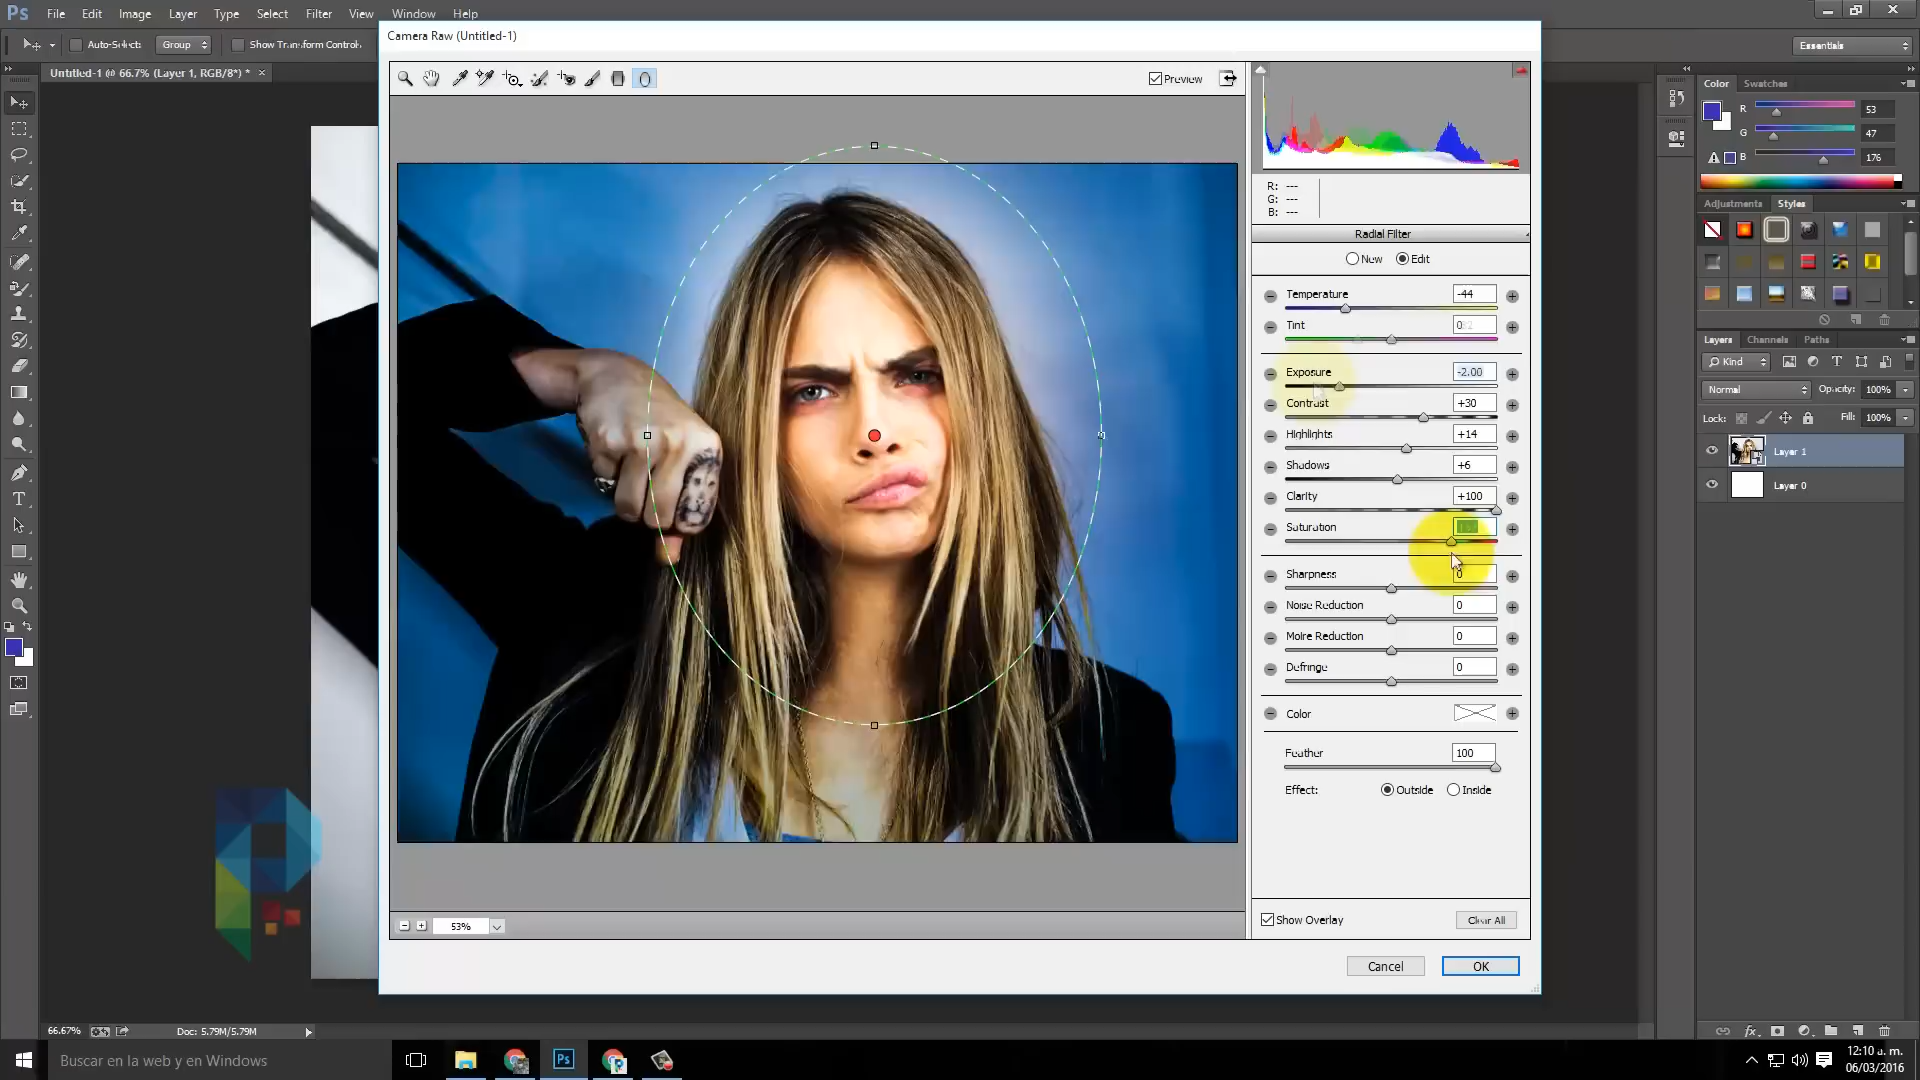 Ps File Edit Image Layer Type Select Filter View Window Help
Auto-Select: Group Show Transform Controls Essentials
Camera Raw (Untitled-1)
Untitled-1 @ 66.7% (Layer 1, RGB/8*) * ×
Preview
Color Swatches
R 53
G 47
B 176
R: ---
G: ---
B: ---
Adjustments Styles
Radial Filter
New Edit
Temperature -44
Tint
Exposure -2.00
Contrast +30
Highlights +14
Shadows +6
Clarity +100
Saturation
Sharpness 0
Noise Reduction 0
Moire Reduction 0
Defringe 0
Color
Feather 100
Effect: Outside Inside
Show Overlay Clear All
Cancel OK
53%
Layers Channels Paths
Kind
Normal Opacity: 100%
Lock: Fill: 100%
Layer 1
Layer 0
66.67% Doc: 5.79M/5.79M
Buscar en la web y en Windows
12:10 a. m.
06/03/2016